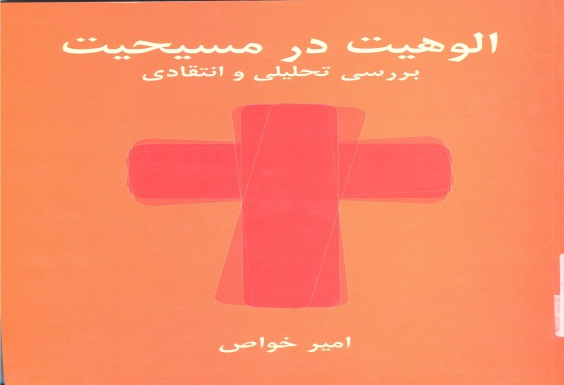 الوهیت در مسیحیت
بررسی تحلیلی و انتقادی
امیر خواص